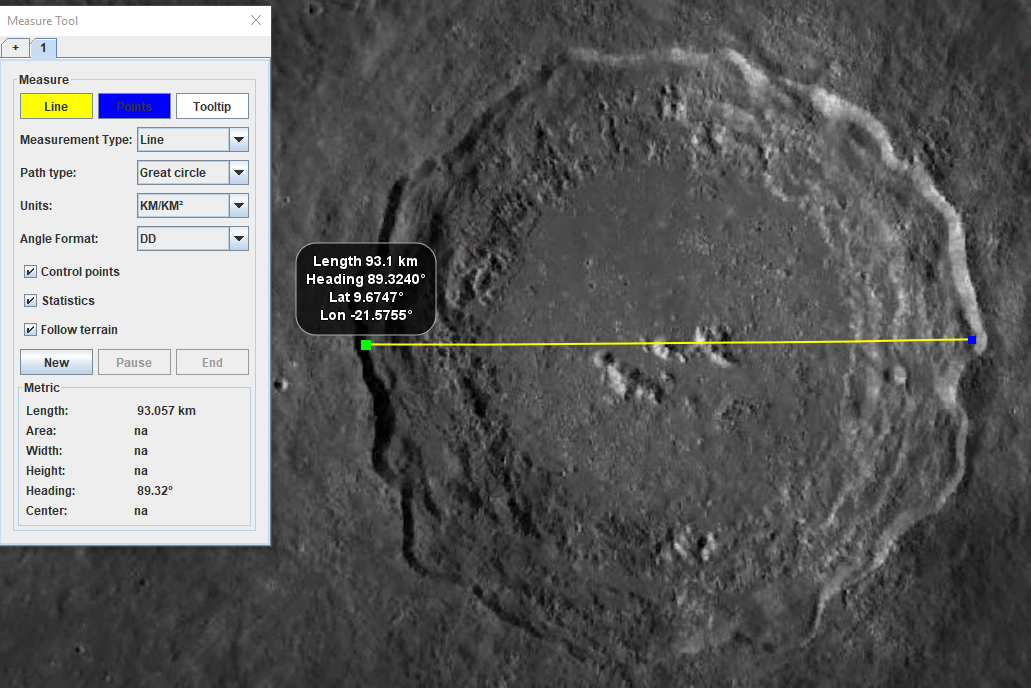 Measure Tool
+ 1
Measure
Line Points Tooltip
Measurement Type: Line
Path type: Great circle
Units: KM/KM²
Angle Format: DD
Control points
Statistics
Follow terrain
New Pause End
Metric
Length: 93.057 km
Area: na
Width: na
Height: na
Heading: 89.32°
Center: na
Length 93.1 km
Heading 89.3240°
Lat 9.6747°
Lon -21.5755°